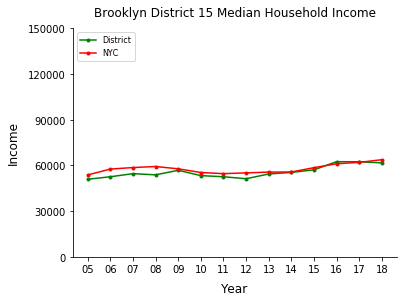 Brooklyn District 15 Median Household Income
150000
120000
90000
60000
30000
0
District
NYC
Income
05 06 07 08 09 10 11 12 13 14 15 16 17 18
Year